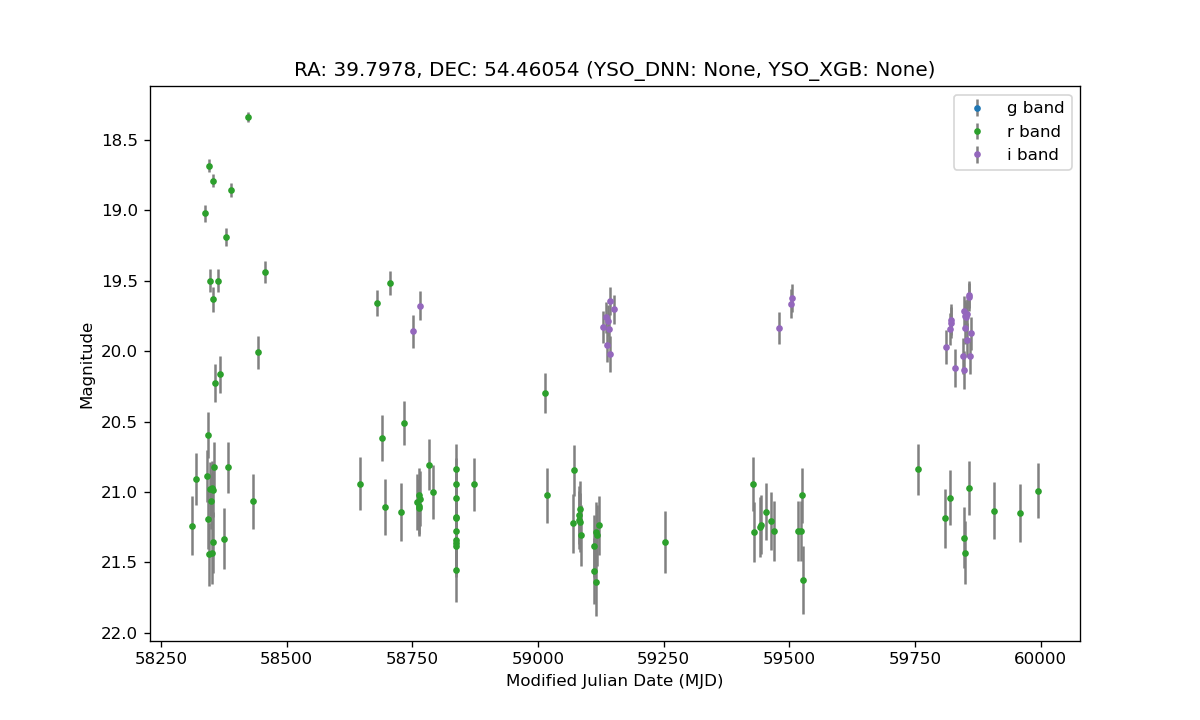 RA: 39.7978, DEC: 54.46054 (YSO_DNN: None, YSO_XGB: None)
g band
r band
i band
18.5
19.0
19.5
20.0
20.5
21.0
21.5
22.0
Magnitude
58250 58500 58750 59000 59250 59500 59750 60000
Modified Julian Date (MJD)